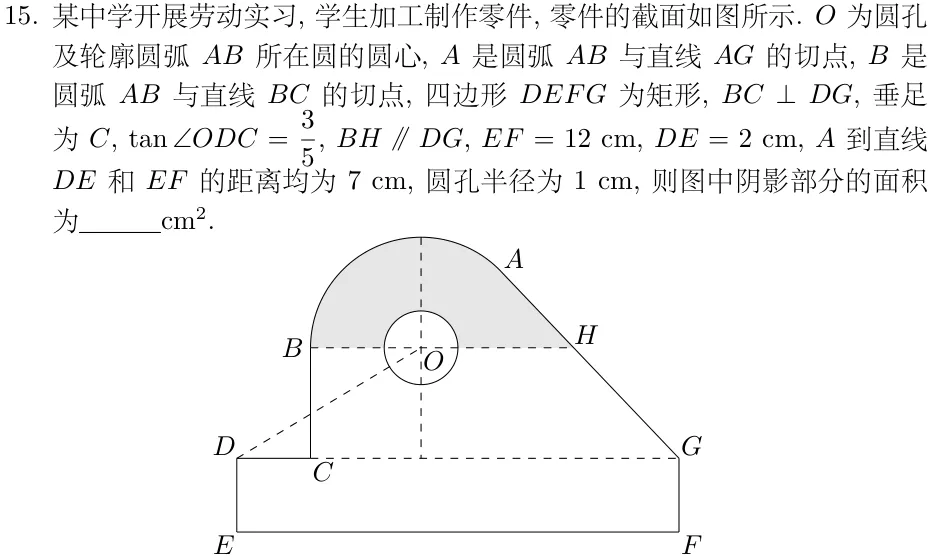 15. 某中学开展劳动实习, 学生加工制作零件, 零件的截面如图所示. O 为圆孔
及轮廓圆弧 AB 所在圆的圆心, A 是圆弧 AB 与直线 AG 的切点, B 是
圆弧 AB 与直线 BC 的切点, 四边形 DEFG 为矩形, BC ⊥ DG, 垂足
为 C, tan∠ODC = 3/5, BH ∥ DG, EF = 12 cm, DE = 2 cm, A 到直线
DE 和 EF 的距离均为 7 cm, 圆孔半径为 1 cm, 则图中阴影部分的面积
为______cm².
A
B
H
O
D
C
G
E
F